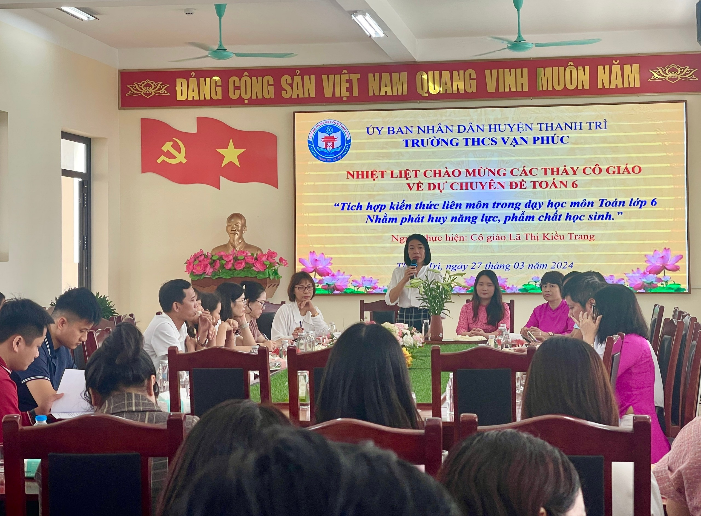 ĐẢNG CỘNG SẢN VIỆT NAM QUANG VINH MUÔN NĂM
ỦY BAN NHÂN DÂN HUYỆN THANH TRÌ
TRƯỜNG THCS VẠN PHÚC
NHIỆT LIỆT CHÀO MỪNG CÁC THẦY CÔ GIÁO
VỀ DỰ CHUYÊN ĐỀ TOÁN 6
“Tích hợp kiến thức liên môn trong dạy học môn Toán lớp 6
Nhằm phát huy năng lực, phẩm chất học sinh.”
hực hiện: Cô giáo Lã Thị Kiều Trang
rì, ngày 27 tháng 03 năm 2024